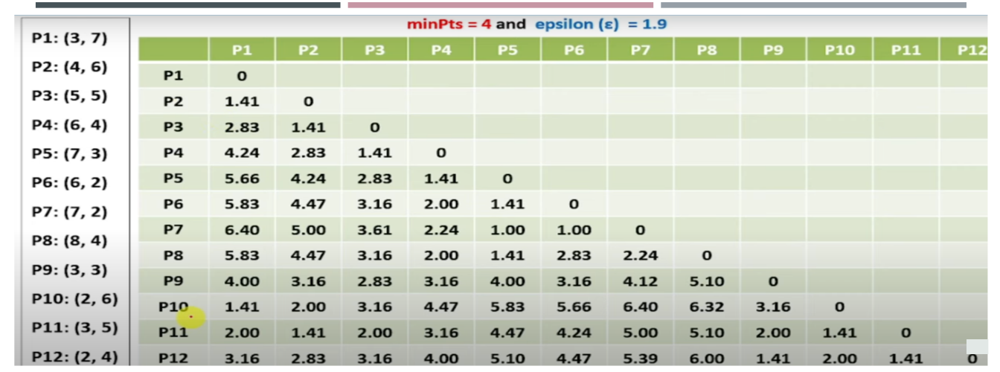 minPts = 4 and epsilon (ε) = 1.9
P1: (3, 7)
P2: (4, 6)
P3: (5, 5)
P4: (6, 4)
P5: (7, 3)
P6: (6, 2)
P7: (7, 2)
P8: (8, 4)
P9: (3, 3)
P10: (2, 6)
P11: (3, 5)
P12: (2, 4)
P1 P2 P3 P4 P5 P6 P7 P8 P9 P10 P11 P12
P1 0
P2 1.41 0
P3 2.83 1.41 0
P4 4.24 2.83 1.41 0
P5 5.66 4.24 2.83 1.41 0
P6 5.83 4.47 3.16 2.00 1.41 0
P7 6.40 5.00 3.61 2.24 1.00 1.00 0
P8 5.83 4.47 3.16 2.00 1.41 2.83 2.24 0
P9 4.00 3.16 2.83 3.16 4.00 3.16 4.12 5.10 0
P10 1.41 2.00 3.16 4.47 5.83 5.66 6.40 6.32 3.16 0
P11 2.00 1.41 2.00 3.16 4.47 4.24 5.00 5.10 2.00 1.41 0
P12 3.16 2.83 3.16 4.00 5.10 4.47 5.39 6.00 1.41 2.00 1.41 0